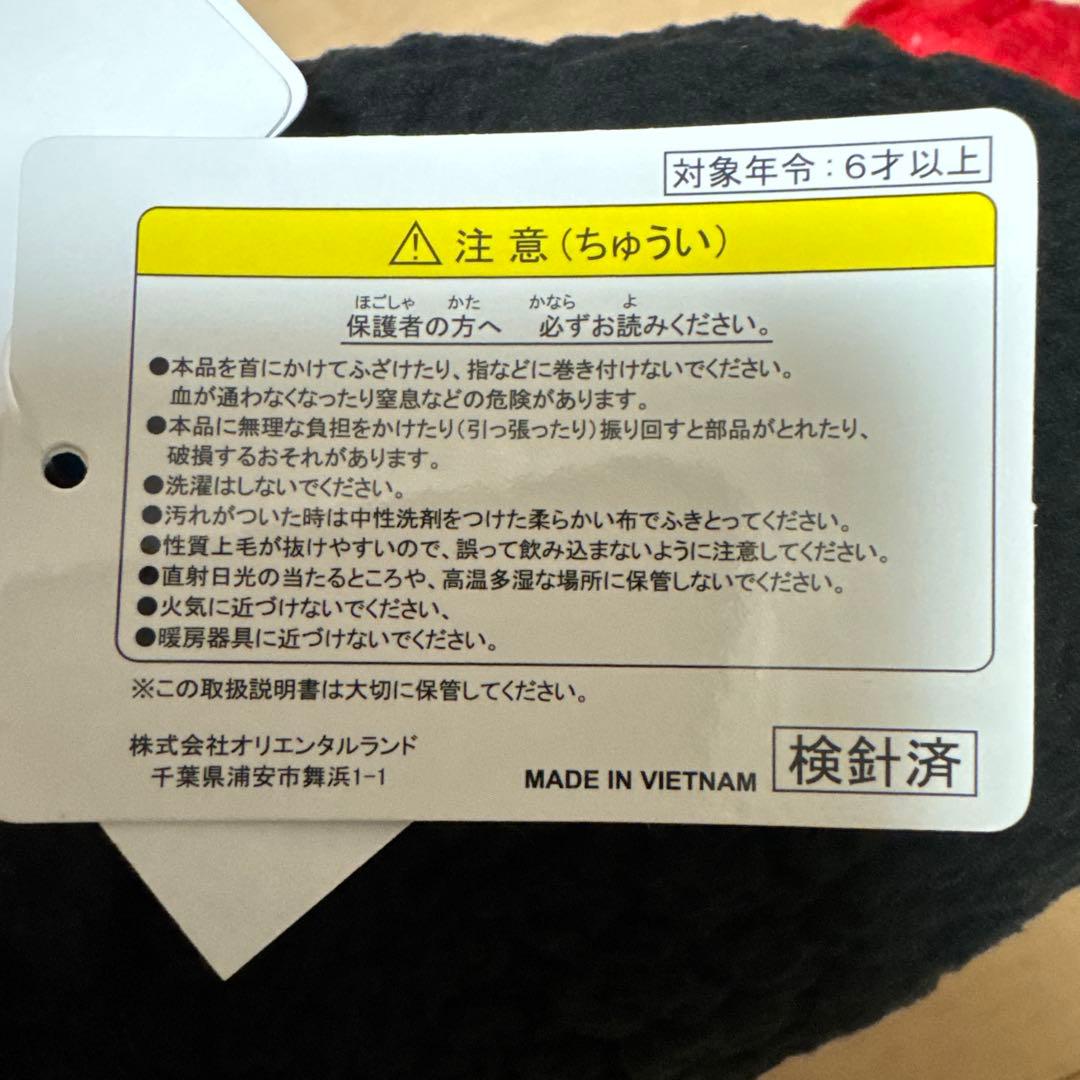 対象年令:6才以上
注意(ちゅうい)
ほごしゃ かた かなら よ
保護者の方へ 必ずお読みください。
●本品を首にかけてふざけたり、指などに巻き付けないでください。
血が通わなくなったり窒息などの危険があります。
●本品に無理な負担をかけたり(引っ張ったり)振り回すと部品がとれたり、
破損するおそれがあります。
●洗濯はしないでください。
●汚れがついた時は中性洗剤をつけた柔らかい布でふきとってください。
●性質上毛が抜けやすいので、誤って飲み込まないように注意してください。
●直射日光の当たるところや、高温多湿な場所に保管しないでください。
●火気に近づけないでください、
●暖房器具に近づけないでください。
※この取扱説明書は大切に保管してください。
株式会社オリエンタルランド
千葉県浦安市舞浜1-1
MADE IN VIETNAM
検針済